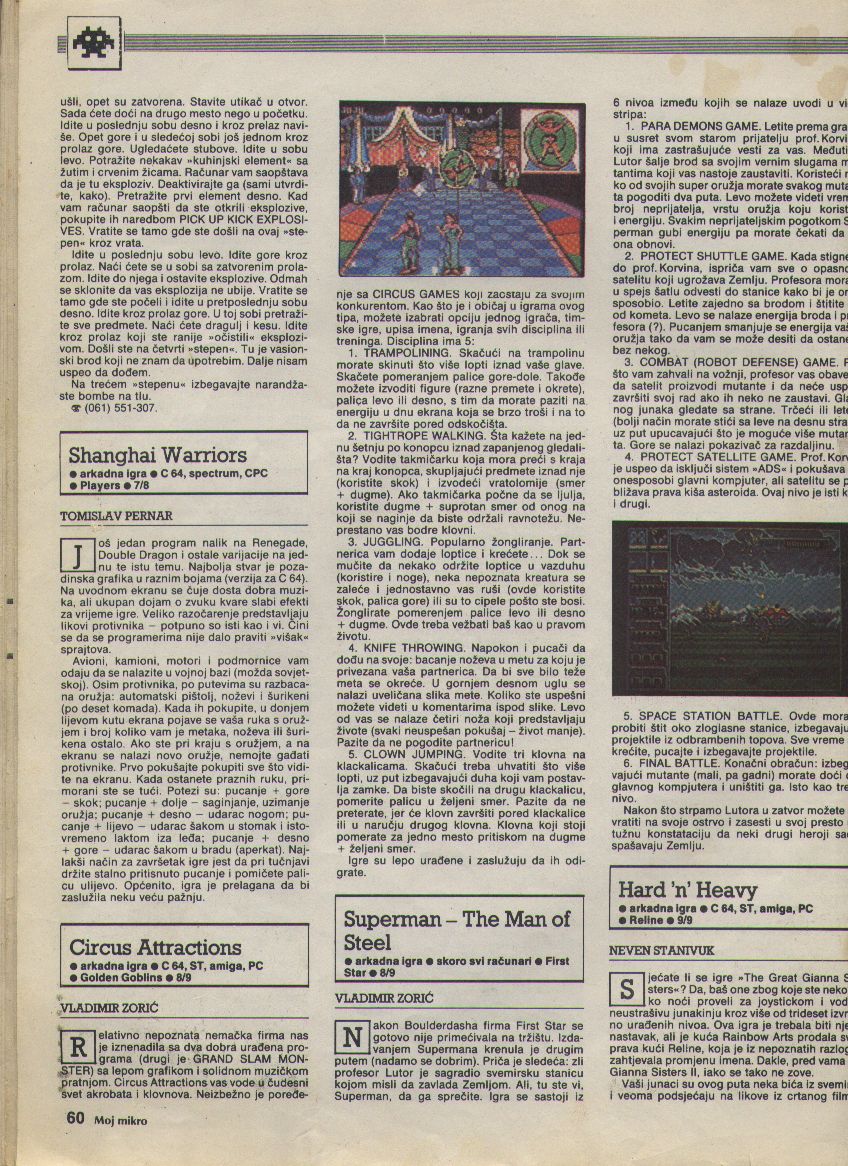 ušli, opet su zatvorena. Stavite utikač u otvor.
Sada ćete doći na drugo mesto nego u početku.
Idite u poslednju sobu desno i kroz prelaz navi-
še. Opet gore i u sledećoj sobi još jednom kroz
prolaz gore. Ugledaćete stubove. Idite u sobu
levo. Potražite nekakav »kuhinjski element« sa
žutim i crvenim žicama. Računar vam saopštava
da je tu eksploziv. Deaktivirajte ga (sami utvrdi-
te, kako). Pretražite prvi element desno. Kad
vam računar saopšti da ste otkrili eksplozive,
pokupite ih naredbom PICK UP KICK EXPLOSI-
VES. Vratite se tamo gde ste došli na ovaj »ste-
pen« kroz vrata.
Idite u poslednju sobu levo. Idite gore kroz
prolaz. Naći ćete se u sobi sa zatvorenim prola-
zom. Idite do njega i ostavite eksplozive. Odmah
se sklonite da vas eksplozija ne ubije. Vratite se
tamo gde ste počeli i idite u pretposlednju sobu
desno. Idite kroz prolaz gore. U toj sobi pretraži-
te sve predmete. Naći ćete dragulj i kesu. Idite
kroz prolaz koji ste ranije »očistili« eksplozi-
vom. Došli ste na četvrti »stepen«. Tu je vasion-
ski brod koji ne znam da upotrebim. Dalje nisam
uspeo da dođem.
Na trećem »stepenu« izbegavajte narandža-
ste bombe na tlu.
☎ (061) 551-307.
Shanghai Warriors
● arkadna igra ● C 64, spectrum, CPC
● Players ● 7/8
TOMISLAV PERNAR
Još jedan program nalik na Renegade,
Double Dragon i ostale varijacije na jed-
nu te istu temu. Najbolja stvar je poza-
dinska grafika u raznim bojama (verzija za C 64).
Na uvodnom ekranu se čuje dosta dobra muzi-
ka, ali ukupan dojam o zvuku kvare slabi efekti
za vrijeme igre. Veliko razočarenje predstavljaju
likovi protivnika – potpuno so isti kao i vi. Čini
se da se programerima nije dalo praviti »višak«
sprajtova.
Avioni, kamioni, motori i podmornice vam
odaju da se nalazite u vojnoj bazi (možda sovjet-
skoj). Osim protivnika, po putevima su razbaca-
na oružja: automatski pištolj, noževi i šurikeni
(po deset komada). Kada ih pokupite, u donjem
lijevom kutu ekrana pojave se vaša ruka s oruž-
jem i broj koliko vam je metaka, noževa ili šuri-
kena ostalo. Ako ste pri kraju s oružjem, a na
ekranu se nalazi novo oružje, nemojte gađati
protivnike. Prvo pokušajte pokupiti sve što vidi-
te na ekranu. Kada ostanete praznih ruku, pri-
morani ste se tući. Potezi su: pucanje + gore
– skok; pucanje + dolje – saginjanje, uzimanje
oružja; pucanje + desno – udarac nogom; pu-
canje + lijevo – udarac šakom u stomak i isto-
vremeno laktom iza leđa; pucanje + desno
+ gore – udarac šakom u bradu (aperkat). Naj-
lakši način za završetak igre jest da pri tučnjavi
držite stalno pritisnuto pucanje i pomičete pali-
cu ulijevo. Općenito, igra je prelagana da bi
zaslužila neku veću pažnju.
Circus Attractions
● arkadna igra ● C 64, ST, amiga, PC
● Golden Goblins ● 8/9
VLADIMIR ZORIĆ
Relativno nepoznata nemačka firma nas
je iznenadila sa dva dobra urađena pro-
grama (drugi je GRAND SLAM MON-
STER) sa lepom grafikom i solidnom muzičkom
pratnjom. Circus Attractions vas vode u čudesni
svet akrobata i klovnova. Neizbežno je poređe-
60 Moj mikro
nje sa CIRCUS GAMES koji zaostaju za svojim
konkurentom. Kao što je i običaj u igrama ovog
tipa, možete izabrati opciju jednog igrača, tim-
ske igre, upisa imena, igranja svih disciplina ili
treninga. Disciplina ima 5:
1. TRAMPOLINING. Skačući na trampolinu
morate skinuti što više lopti iznad vaše glave.
Skačete pomeranjem palice gore-dole. Takođe
možete izvoditi figure (razne premete i okrete),
palica levo ili desno, s tim da morate paziti na
energiju u dnu ekrana koja se brzo troši i na to
da ne završite pored odskočišta.
2. TIGHTROPE WALKING. Šta kažete na jed-
nu šetnju po konopcu iznad zapanjenog gledali-
šta? Vodite takmičarku koja mora preći s kraja
na kraj konopca, skupljajući predmete iznad nje
(koristite skok) i izvodeći vratolomije (smer
+ dugme). Ako takmičarka počne da se ljulja,
koristite dugme + suprotan smer od onog na
koji se naginje da biste održali ravnotežu. Ne-
prestano vas bodre klovni.
3. JUGGLING. Popularno žongliranje. Part-
nerica vam dodaje loptice i krećete... Dok se
mučite da nekako održite loptice u vazduhu
(koristire i noge), neka nepoznata kreatura se
zaleće i jednostavno vas ruši (ovde koristite
skok, palica gore) ili su to cipele pošto ste bosi.
Žonglirate pomerenjem palice levo ili desno
+ dugme. Ovde treba vežbati baš kao u pravom
životu.
4. KNIFE THROWING. Napokon i pucači da
dođu na svoje: bacanje noževa u metu za koju je
privezana vaša partnerica. Da bi sve bilo teže
meta se okreće. U gornjem desnom uglu se
nalazi uveličana slika mete. Koliko ste uspešni
možete videti u komentarima ispod slike. Levo
od vas se nalaze četiri noža koji predstavljaju
živote (svaki neuspešan pokušaj – život manje).
Pazite da ne pogodite partnericu!
5. CLOWN JUMPING. Vodite tri klovna na
klackalicama. Skačući treba uhvatiti što više
lopti, uz put izbegavajući duha koji vam postav-
lja zamke. Da biste skočili na drugu klackalicu,
pomerite palicu u željeni smer. Pazite da ne
preterate, jer će klovn završiti pored klackalice
ili u naručju drugog klovna. Klovna koji stoji
pomerate za jedno mesto pritiskom na dugme
+ željeni smer.
Igre su lepo urađene i zaslužuju da ih odi-
grate.
Superman – The Man of
Steel
● arkadna igra ● skoro svi računari ● First
Star ● 8/9
VLADIMIR ZORIĆ
Nakon Boulderdasha firma First Star se
gotovo nije primećivala na tržištu. Izda-
vanjem Supermana krenula je drugim
putem (nadamo se dobrim). Priča je sledeća: zli
profesor Lutor je sagradio svemirsku stanicu
kojom misli da zavlada Zemljom. Ali, tu ste vi,
Superman, da ga sprečite. Igra se sastoji iz
6 nivoa između kojih se nalaze uvodi u vi
stripa:
1. PARA DEMONS GAME. Letite prema gra
u susret svom starom prijatelju prof. Korvi
koji ima zastrašujuće vesti za vas. Međuti
Lutor šalje brod sa svojim vernim slugama m
tantima koji vas nastoje zaustaviti. Koristeći n
ko od svojih super oružja morate svakog muta
ta pogoditi dva puta. Levo možete videti vrem
broj neprijatelja, vrstu oružja koju korist
i energiju. Svakim neprijateljskim pogotkom S
perman gubi energiju pa morate čekati da
ona obnovi.
2. PROTECT SHUTTLE GAME. Kada stigne
do prof. Korvina, ispriča vam sve o opasno
satelitu koji ugrožava Zemlju. Profesora mora
u spejs šatlu odvesti do stanice kako bi je on
sposobio. Letite zajedno sa brodom i štitite
od kometa. Levo se nalaze energija broda i pr
fesora (?). Pucanjem smanjuje se energija vaš
oružja tako da vam se može desiti da ostane
bez nekog.
3. COMBAT (ROBOT DEFENSE) GAME. P
što vam zahvali na vožnji, profesor vas obave
da satelit proizvodi mutante i da neće usp
završiti svoj rad ako ih neko ne zaustavi. Gla
nog junaka gledate sa strane. Trčeći ili lete
(bolji način morate stići sa leve na desnu stra
uz put upucavajući što je moguće više mutan
ta. Gore se nalazi pokazivač za razdaljinu.
4. PROTECT SATELLITE GAME. Prof. Korv
je uspeo da isključi sistem »ADS« i pokušava
onesposobi glavni kompjuter, ali satelitu se p
bližava prava kiša asteroida. Ovaj nivo je isti k
i drugi.
5. SPACE STATION BATTLE. Ovde mora
probiti štit oko zloglasne stanice, izbegavaju
projektile iz odbrambenih topova. Sve vreme
krećite, pucajte i izbegavajte projektile.
6. FINAL BATTLE. Konačni obračun: izbeg
vajući mutante (mali, pa gadni) morate doći d
glavnog kompjutera i uništiti ga. Isto kao tre
nivo.
Nakon što strpamo Lutora u zatvor možete
vratiti na svoje ostrvo i zasesti u svoj presto
tužnu konstataciju da neki drugi heroji sad
spašavaju Zemlju.
Hard 'n' Heavy
● arkadna igra ● C 64, ST, amiga, PC
● Reline ● 9/9
NEVEN STANIVUK
Sjećate li se igre »The Great Gianna S
sters«? Da, baš one zbog koje ste neko
ko noći proveli za joystickom i vod
neustrašivu junakinju kroz više od trideset izvr
no urađenih nivoa. Ova igra je trebala biti nje
nastavak, ali je kuća Rainbow Arts prodala sv
prava kući Reline, koja je iz nepoznatih razlog
zahtjevala promjenu imena. Dakle, pred vama
Gianna Sisters II, iako se tako ne zove.
Vaši junaci su ovog puta neka bića iz svemir
i veoma podsjećaju na likove iz crtanog film